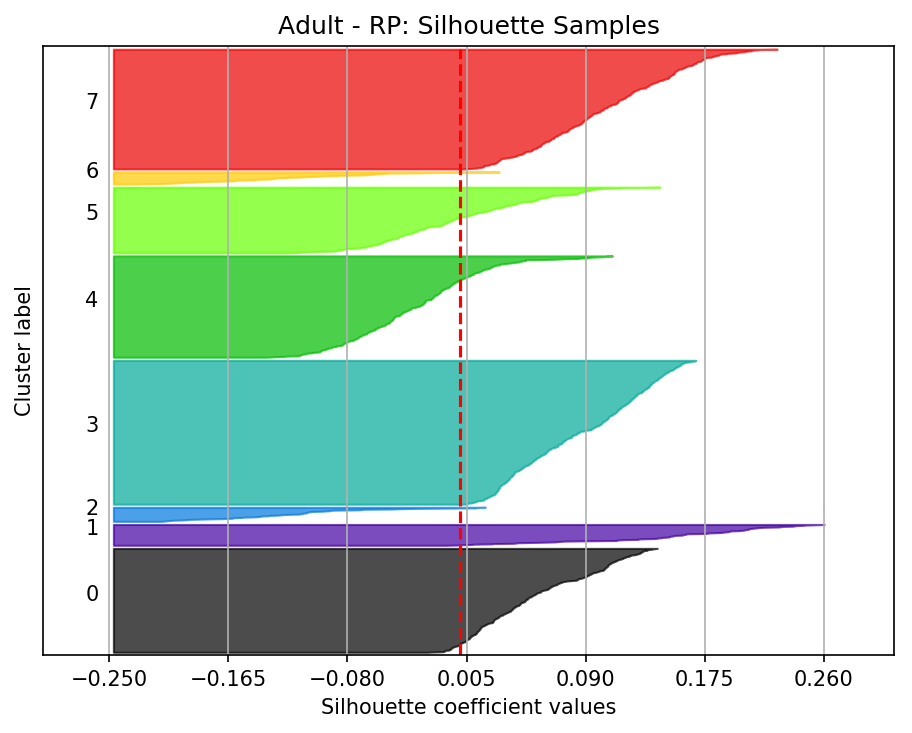 Adult - RP: Silhouette Samples
7
6
5
4
3
2
1
0
Cluster label
−0.250 −0.165 −0.080 0.005 0.090 0.175 0.260
Silhouette coefficient values